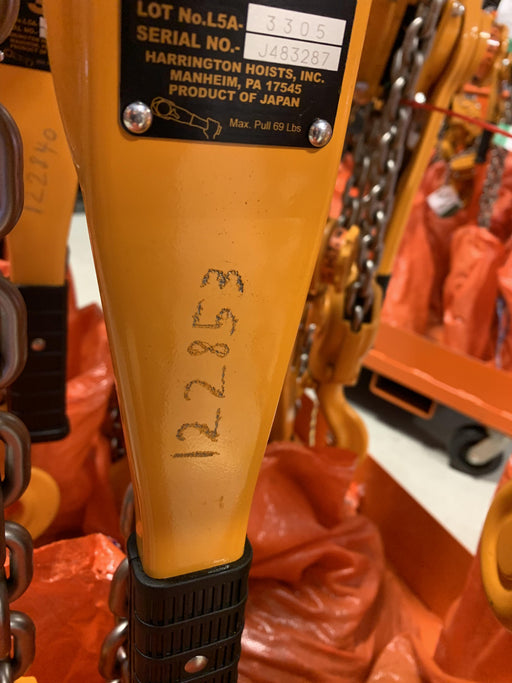 LOT No.L5A- 3305
SERIAL NO.- J483287
HARRINGTON HOISTS, INC.
MANHEIM, PA 17545
PRODUCT OF JAPAN
Max. Pull 69 Lbs
122853
122840